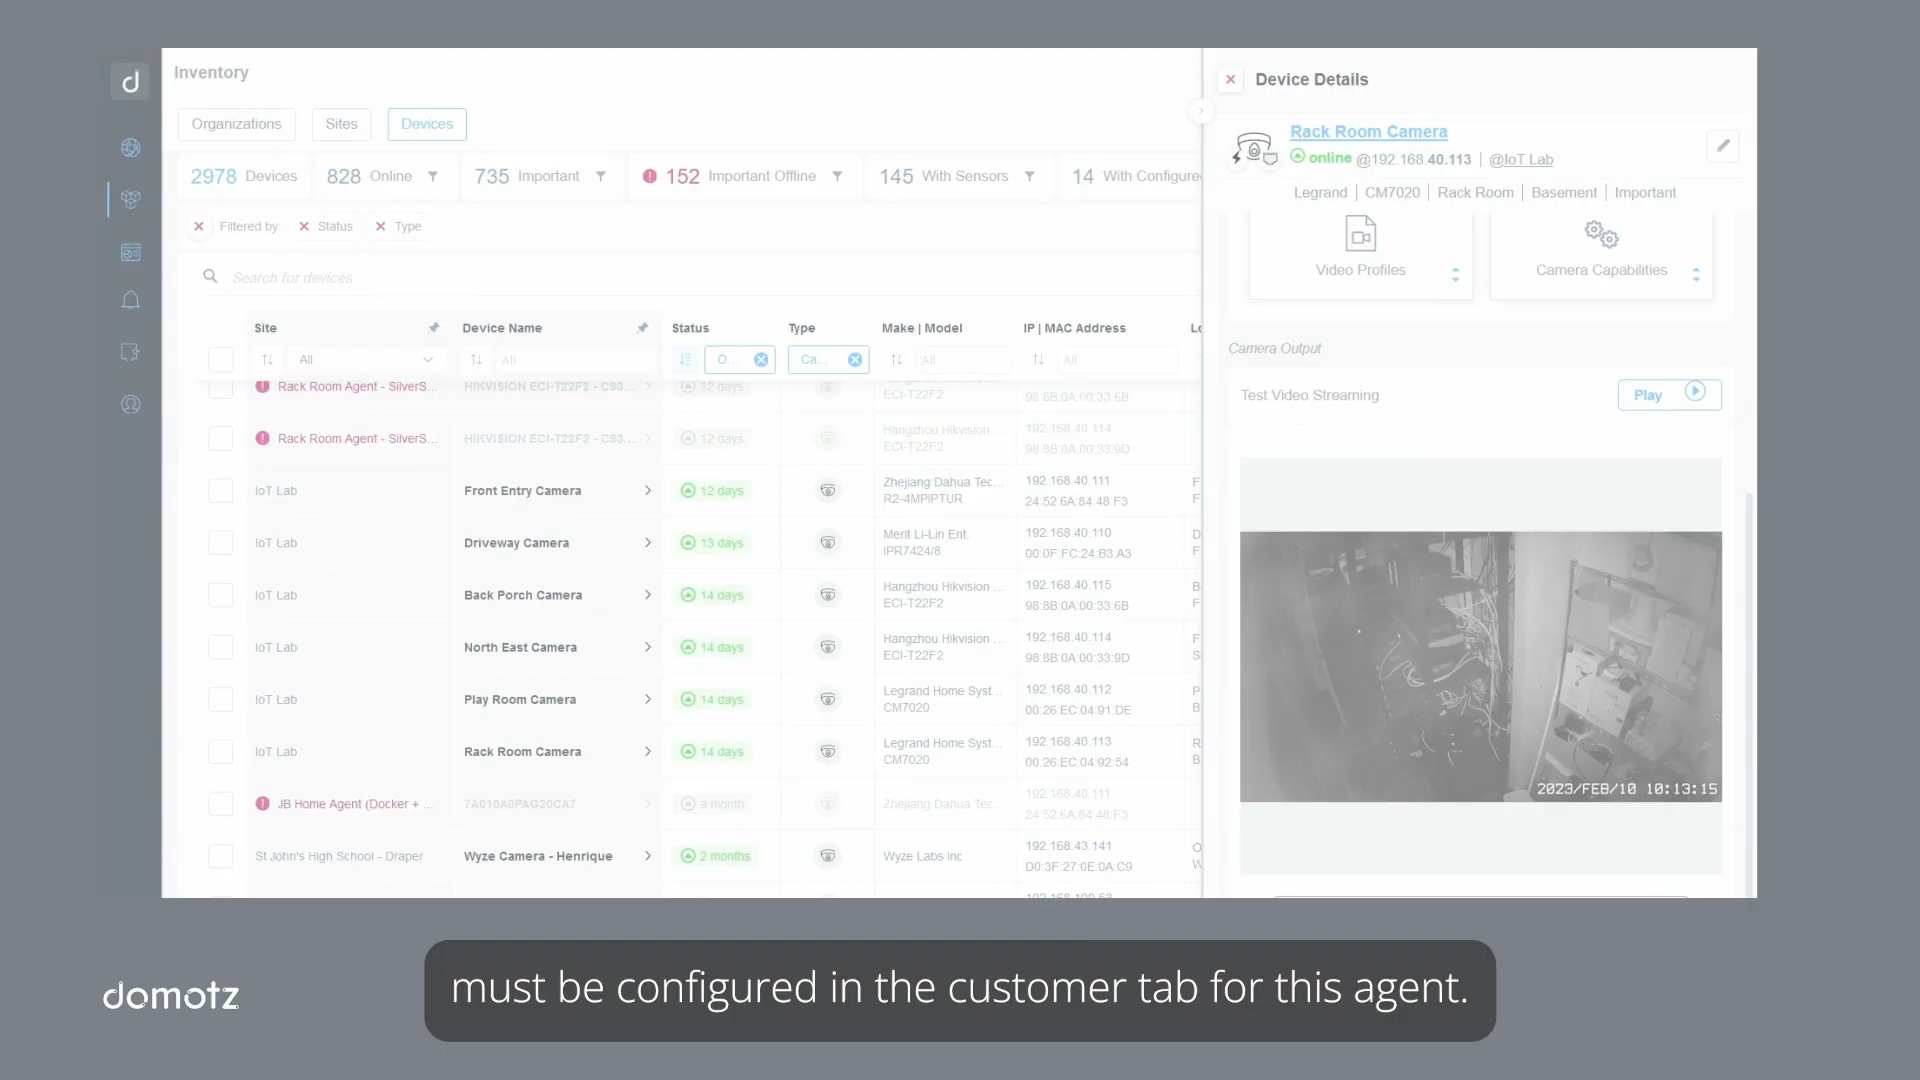 Inventory
Organizations
Sites
Devices
2978 Devices
828 Online
735 Important
152 Important Offline
145 With Sensors
14 With Configure
Filtered by:
Status
Type
Search for devices
Site
Device Name
Status
Type
Make | Model
IP | MAC Address
All
All
O...
Ca...
All
All
Rack Room Agent - SilverS...
HIKVISION ECI-T22F2 - C93...
12 days
ECI-T22F2
98:8B:0A:00:33:6B
Rack Room Agent - SilverS...
HIKVISION ECI-T22F2 - C93...
12 days
Hangzhou Hikvision ...
ECI-T22F2
192.168.40.114
98:8B:0A:00:33:9D
IoT Lab
Front Entry Camera
12 days
Zhejiang Dahua Tec...
R2-4MPIPTUR
192.168.40.111
24:52:6A:84:48:F3
IoT Lab
Driveway Camera
13 days
Merit Li-Lin Ent.
IPR7424/8
192.168.40.110
00:0F:FC:24:B3:A3
IoT Lab
Back Porch Camera
14 days
Hangzhou Hikvision ...
ECI-T22F2
192.168.40.115
98:8B:0A:00:33:6B
IoT Lab
North East Camera
14 days
Hangzhou Hikvision ...
ECI-T22F2
192.168.40.114
98:8B:0A:00:33:9D
IoT Lab
Play Room Camera
14 days
Legrand Home Syst...
CM7020
192.168.40.112
00:26:EC:04:91:DE
IoT Lab
Rack Room Camera
14 days
Legrand Home Syst...
CM7020
192.168.40.113
00:26:EC:04:92:54
JB Home Agent (Docker + ...
7A010A0PAG20CA7
a month
Zhejiang Dahua Tec...
192.168.40.111
24:52:6A:84:48:F3
St John's High School - Draper
Wyze Camera - Henrique
2 months
Wyze Labs Inc
192.168.43.141
D0:3F:27:0E:0A:C9
Device Details
Rack Room Camera
online @192.168.40.113 | @IoT Lab
Legrand | CM7020 | Rack Room | Basement | Important
Video Profiles
Camera Capabilities
Camera Output
Test Video Streaming
Play
2023/FEB/10 10:13:15
domotz
must be configured in the customer tab for this agent.